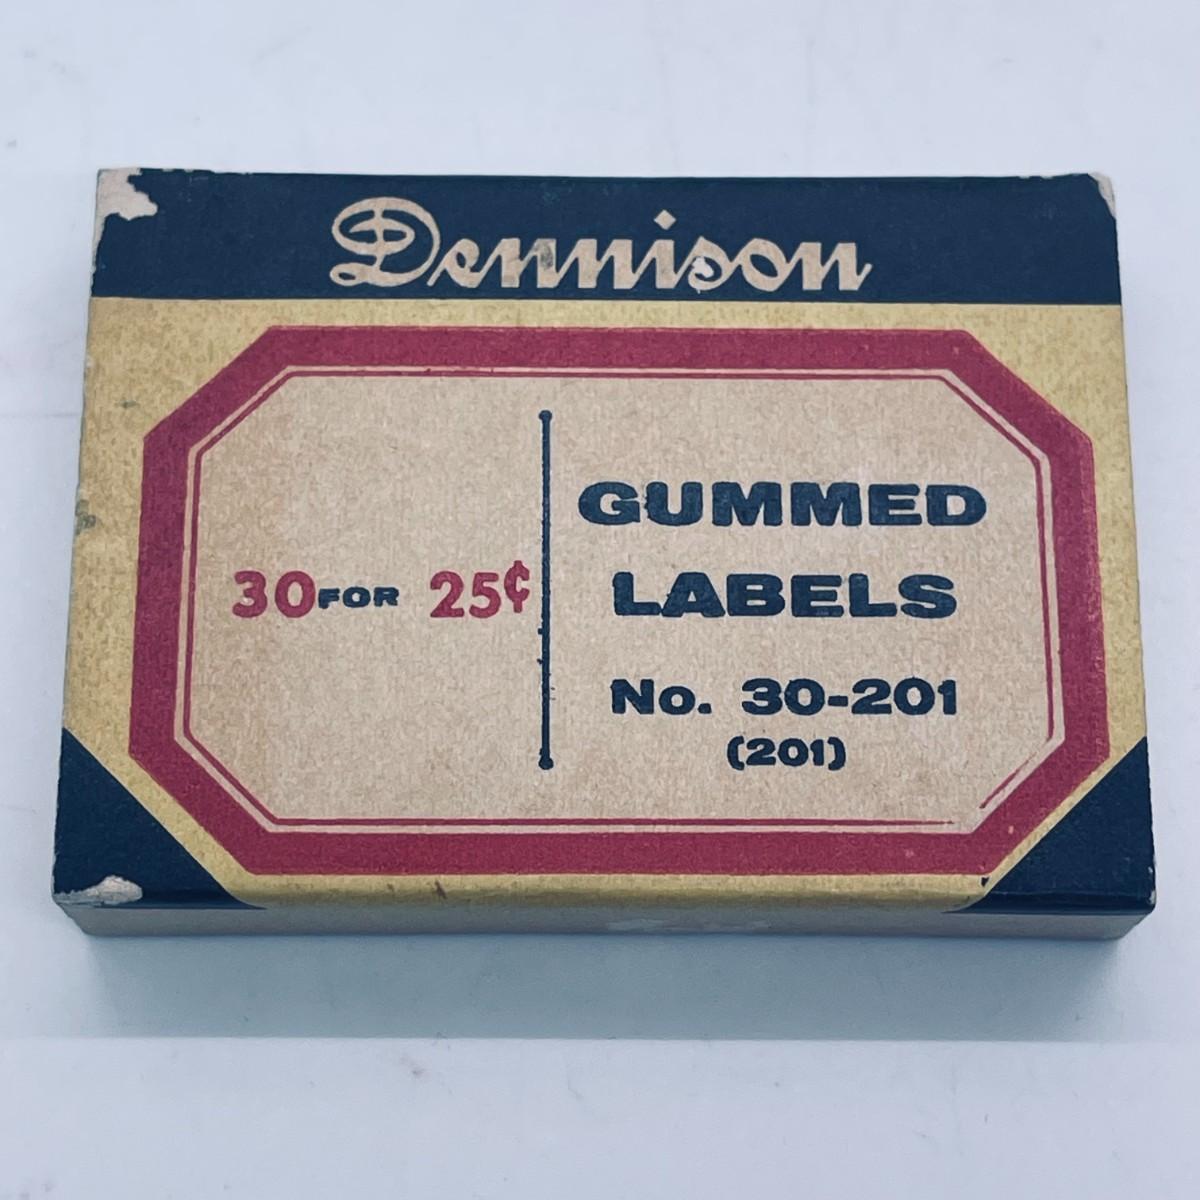 Dennison
30 FOR 25¢
GUMMED
LABELS
No. 30-201
(201)